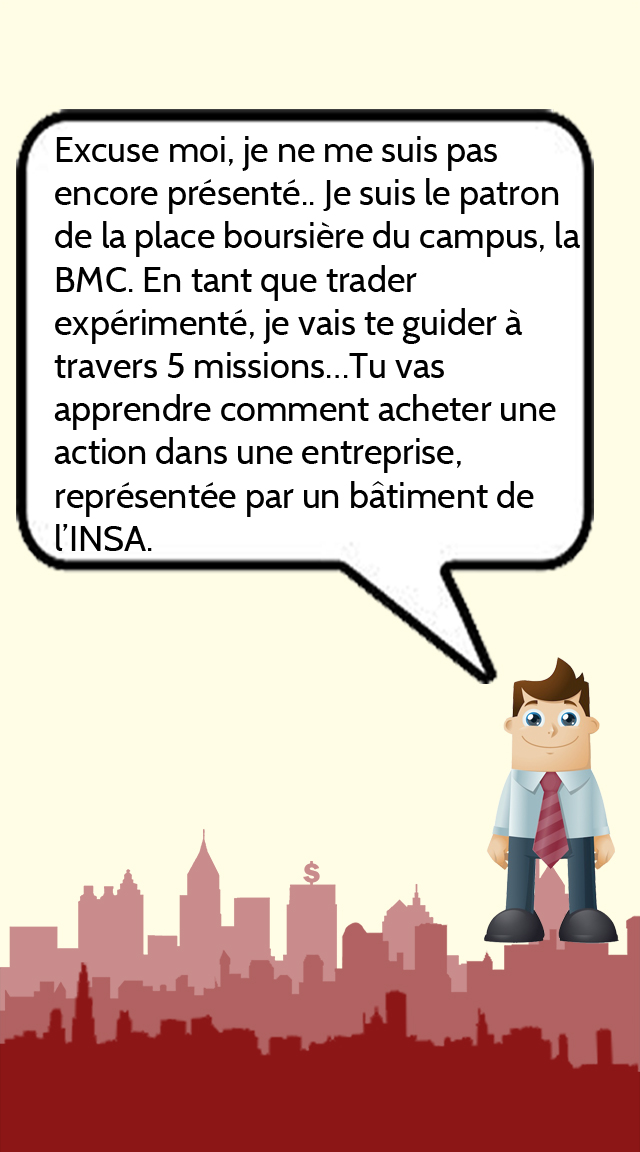 Excuse moi, je ne me suis pas
encore présenté.. Je suis le patron
de la place boursière du campus, la
BMC. En tant que trader
expérimenté, je vais te guider à
travers 5 missions...Tu vas
apprendre comment acheter une
action dans une entreprise,
représentée par un bâtiment de
l’INSA.
$